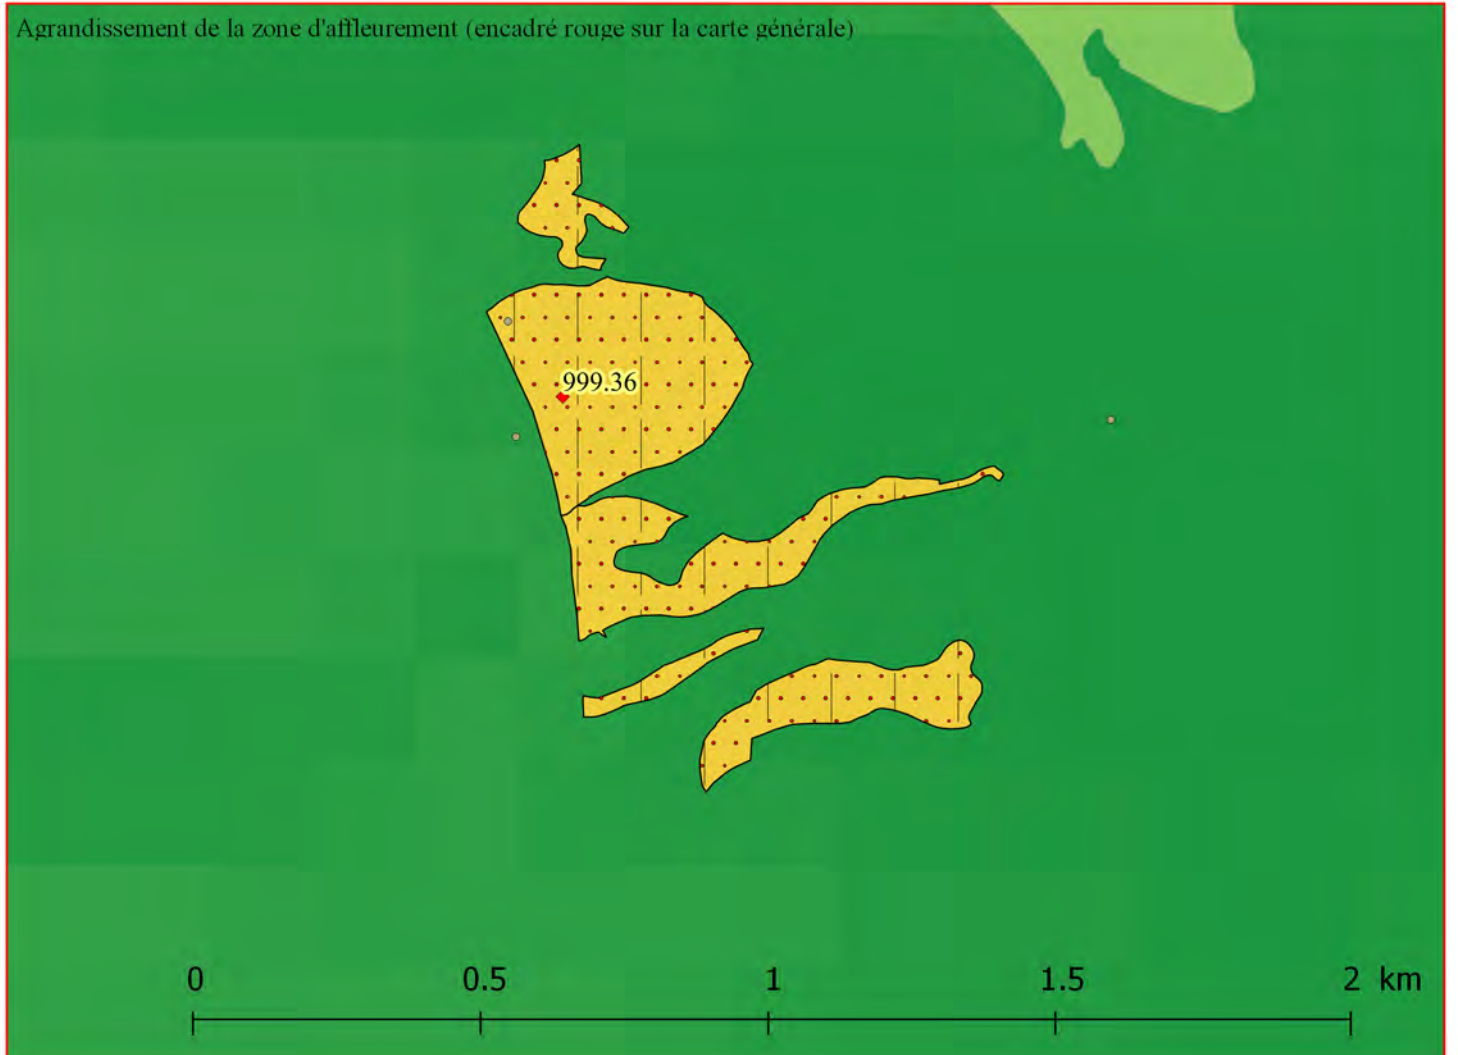 Agrandissement de la zone d'affleurement (encadré rouge sur la carte générale)
999.36
0 0.5 1 1.5 2 km